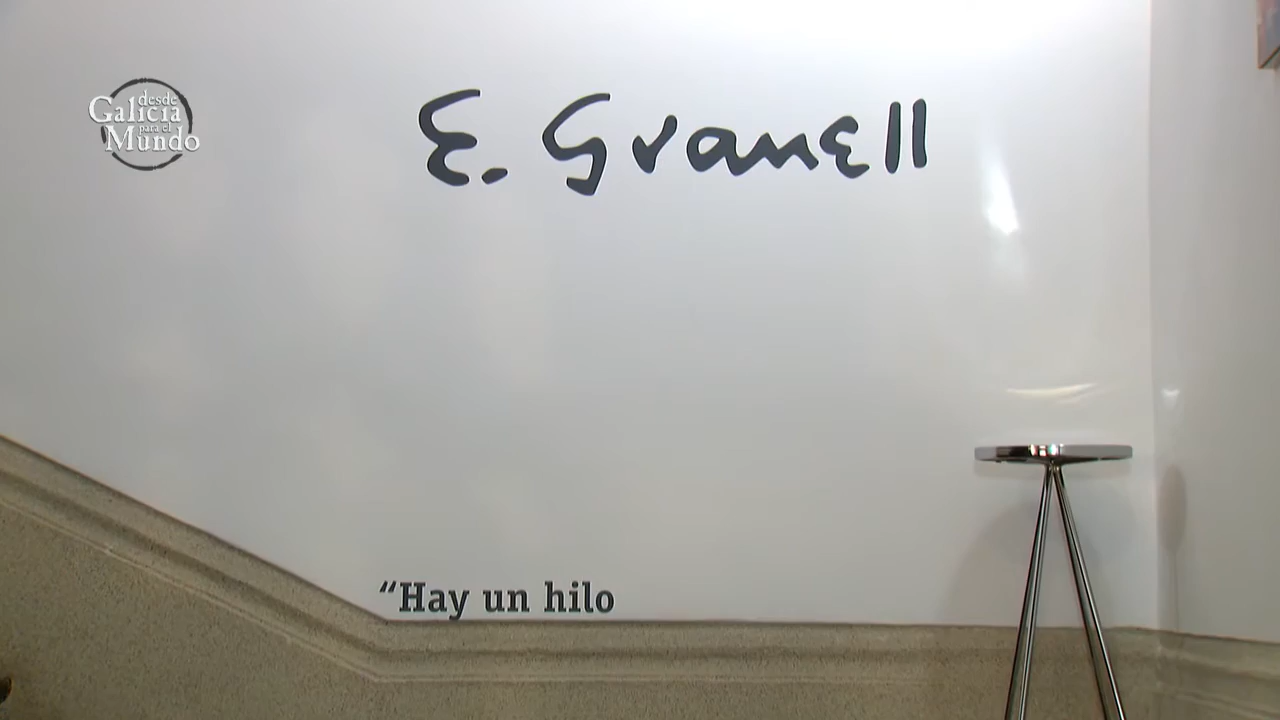 desde
Galicia
para el
Mundo
E. Granell
“Hay un hilo